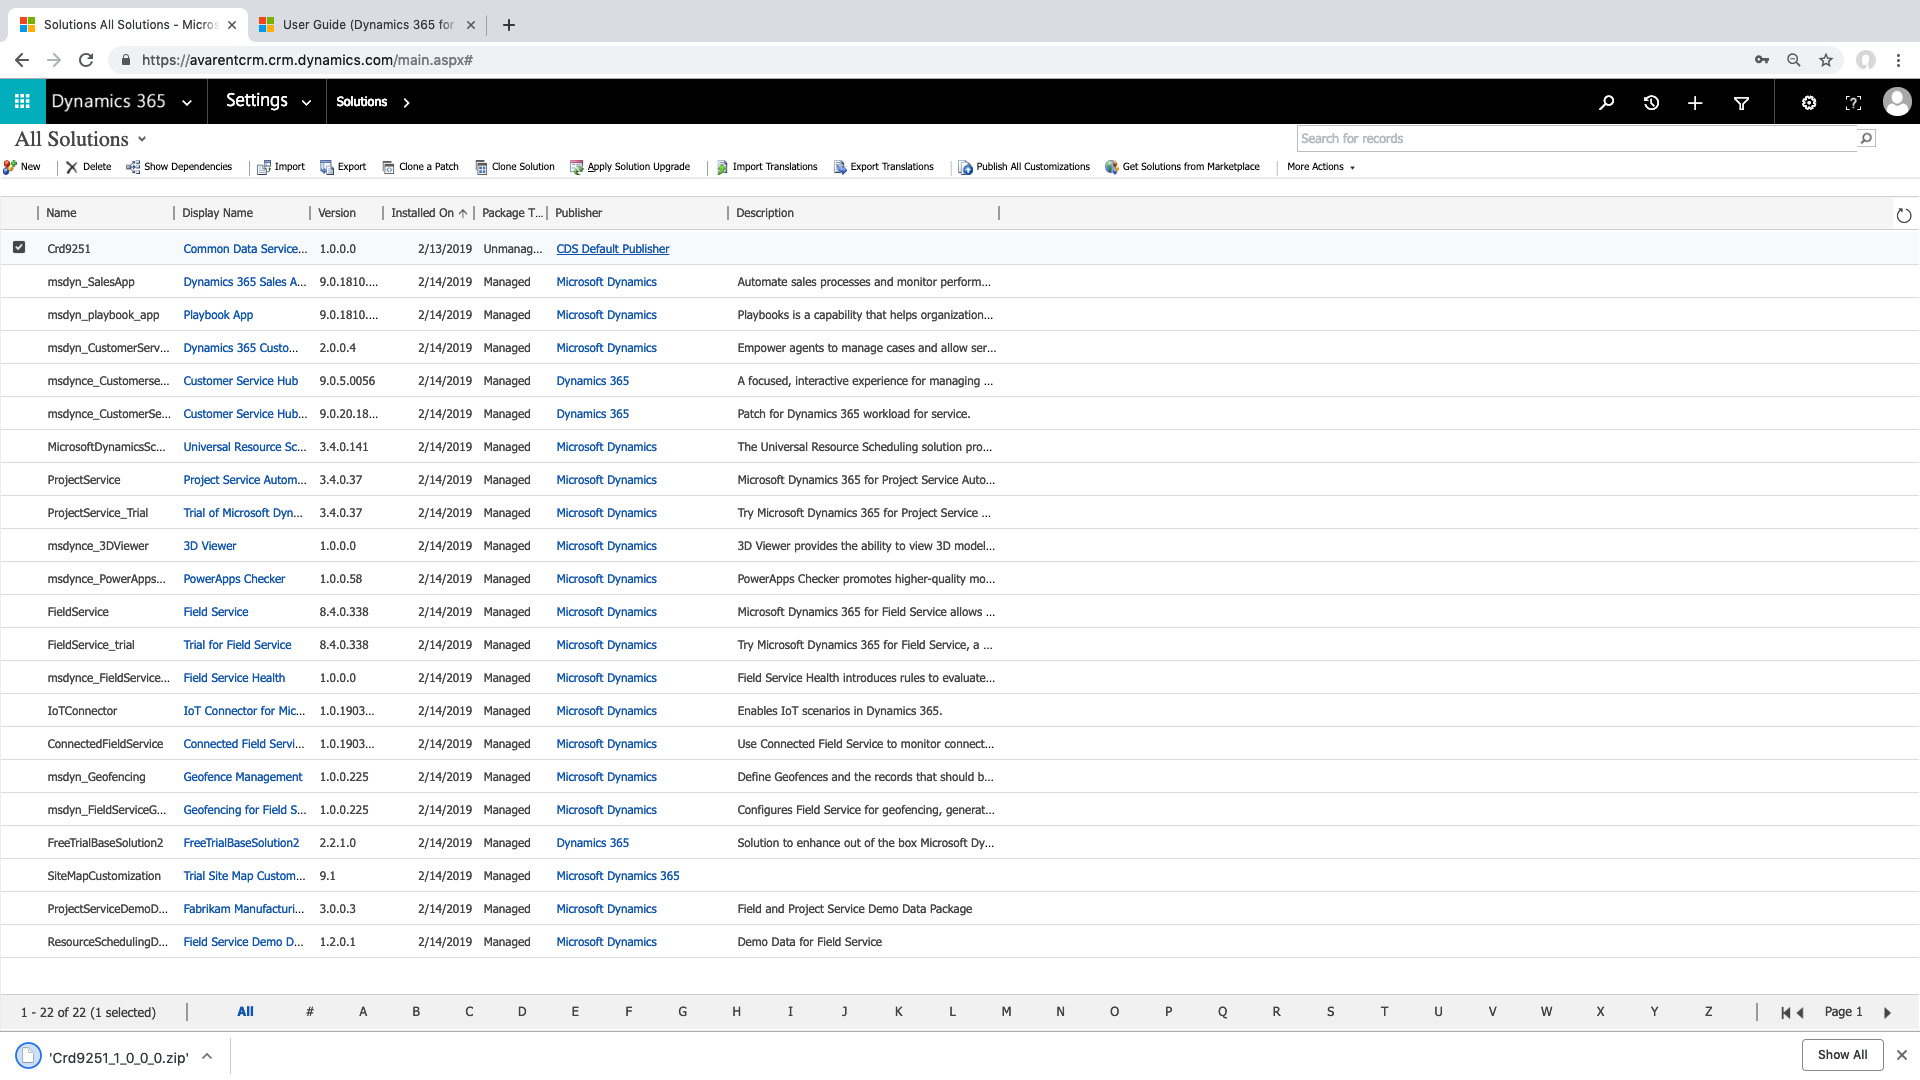 Solutions All Solutions - Micros
User Guide (Dynamics 365 for
https://avarentcrm.crm.dynamics.com/main.aspx#
Dynamics 365 Settings Solutions
All Solutions
Search for records
New Delete Show Dependencies Import Export Clone a Patch Clone Solution Apply Solution Upgrade Import Translations Export Translations Publish All Customizations Get Solutions from Marketplace More Actions
Name Display Name Version Installed On Package T... Publisher Description
Crd9251 Common Data Service... 1.0.0.0 2/13/2019 Unmanag... CDS Default Publisher
msdyn_SalesApp Dynamics 365 Sales A... 9.0.1810.... 2/14/2019 Managed Microsoft Dynamics Automate sales processes and monitor perform...
msdyn_playbook_app Playbook App 9.0.1810.... 2/14/2019 Managed Microsoft Dynamics Playbooks is a capability that helps organization...
msdyn_CustomerServ... Dynamics 365 Custo... 2.0.0.4 2/14/2019 Managed Microsoft Dynamics Empower agents to manage cases and allow ser...
msdynce_Customerse... Customer Service Hub 9.0.5.0056 2/14/2019 Managed Dynamics 365 A focused, interactive experience for managing ...
msdynce_CustomerSe... Customer Service Hub... 9.0.20.18... 2/14/2019 Managed Dynamics 365 Patch for Dynamics 365 workload for service.
MicrosoftDynamicsSc... Universal Resource Sc... 3.4.0.141 2/14/2019 Managed Microsoft Dynamics The Universal Resource Scheduling solution pro...
ProjectService Project Service Autom... 3.4.0.37 2/14/2019 Managed Microsoft Dynamics Microsoft Dynamics 365 for Project Service Auto...
ProjectService_Trial Trial of Microsoft Dyn... 3.4.0.37 2/14/2019 Managed Microsoft Dynamics Try Microsoft Dynamics 365 for Project Service ...
msdynce_3DViewer 3D Viewer 1.0.0.0 2/14/2019 Managed Microsoft Dynamics 3D Viewer provides the ability to view 3D model...
msdynce_PowerApps... PowerApps Checker 1.0.0.58 2/14/2019 Managed Microsoft Dynamics PowerApps Checker promotes higher-quality mo...
FieldService Field Service 8.4.0.338 2/14/2019 Managed Microsoft Dynamics Microsoft Dynamics 365 for Field Service allows ...
FieldService_trial Trial for Field Service 8.4.0.338 2/14/2019 Managed Microsoft Dynamics Try Microsoft Dynamics 365 for Field Service, a ...
msdynce_FieldService... Field Service Health 1.0.0.0 2/14/2019 Managed Microsoft Dynamics Field Service Health introduces rules to evaluate...
IoTConnector IoT Connector for Mic... 1.0.1903... 2/14/2019 Managed Microsoft Dynamics Enables IoT scenarios in Dynamics 365.
ConnectedFieldService Connected Field Servi... 1.0.1903... 2/14/2019 Managed Microsoft Dynamics Use Connected Field Service to monitor connect...
msdyn_Geofencing Geofence Management 1.0.0.225 2/14/2019 Managed Microsoft Dynamics Define Geofences and the records that should b...
msdyn_FieldServiceG... Geofencing for Field S... 1.0.0.225 2/14/2019 Managed Microsoft Dynamics Configures Field Service for geofencing, generat...
FreeTrialBaseSolution2 FreeTrialBaseSolution2 2.2.1.0 2/14/2019 Managed Dynamics 365 Solution to enhance out of the box Microsoft Dy...
SiteMapCustomization Trial Site Map Custom... 9.1 2/14/2019 Managed Microsoft Dynamics 365
ProjectServiceDemoD... Fabrikam Manufacturi... 3.0.0.3 2/14/2019 Managed Microsoft Dynamics Field and Project Service Demo Data Package
ResourceSchedulingD... Field Service Demo D... 1.2.0.1 2/14/2019 Managed Microsoft Dynamics Demo Data for Field Service
1 - 22 of 22 (1 selected) All # A B C D E F G H I J K L M N O P Q R S T U V W X Y Z Page 1
'Crd9251_1_0_0_0.zip' Show All